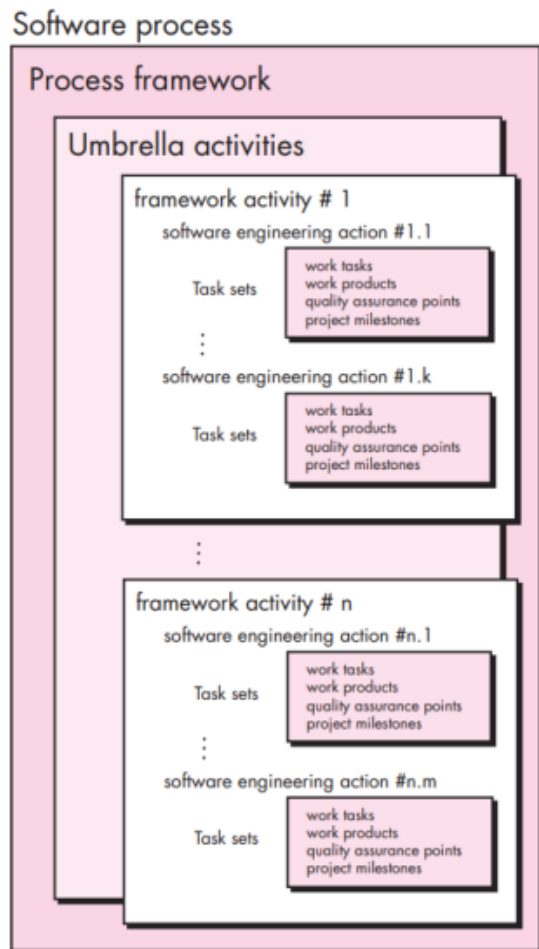 Software process
Process framework
Umbrella activities
framework activity # 1
software engineering action #1.1
Task sets
work tasks
work products
quality assurance points
project milestones
software engineering action #1.k
Task sets
work tasks
work products
quality assurance points
project milestones
framework activity # n
software engineering action #n.1
Task sets
work tasks
work products
quality assurance points
project milestones
software engineering action #n.m
Task sets
work tasks
work products
quality assurance points
project milestones